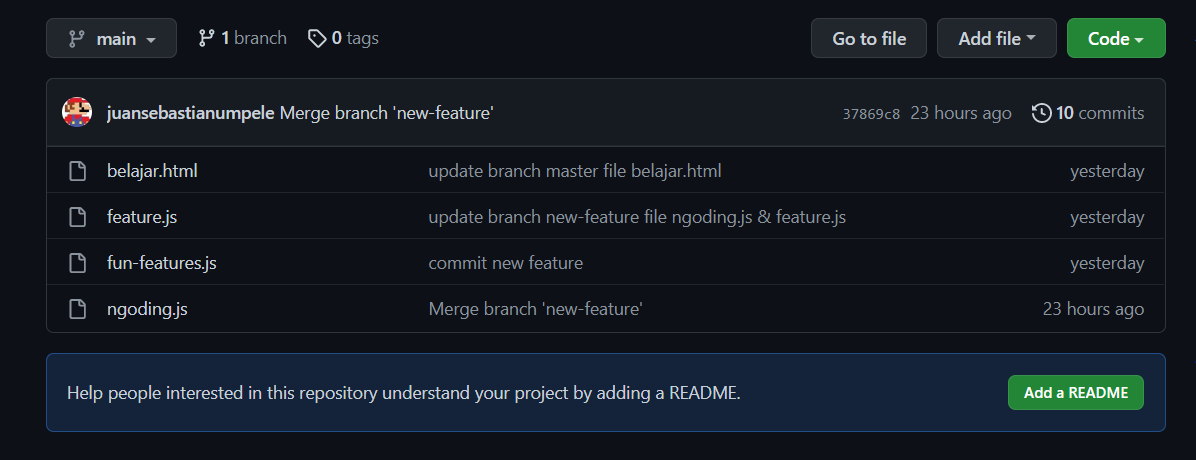 main 1 branch 0 tags Go to file Add file Code
juansebastianumpele Merge branch 'new-feature' 37869c8 23 hours ago 10 commits
belajar.html update branch master file belajar.html yesterday
feature.js update branch new-feature file ngoding.js & feature.js yesterday
fun-features.js commit new feature yesterday
ngoding.js Merge branch 'new-feature' 23 hours ago
Help people interested in this repository understand your project by adding a README. Add a README